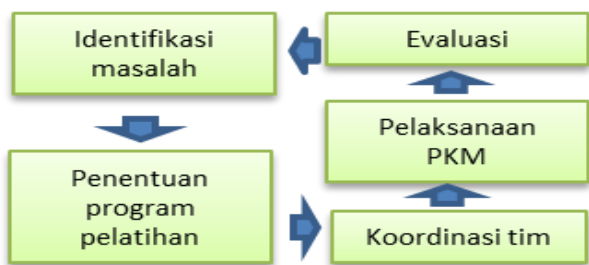 Identifikasi
masalah
Evaluasi
Pelaksanaan
PKM
Penentuan
program
pelatihan
Koordinasi tim